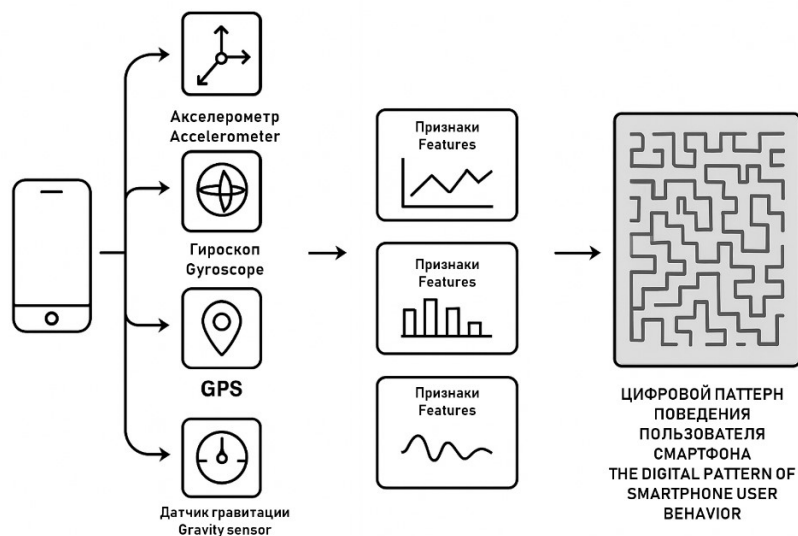 Акселерометр
Accelerometer
Гироскоп
Gyroscope
GPS
Датчик гравитации
Gravity sensor
Признаки
Features
Признаки
Features
Признаки
Features
ЦИФРОВОЙ ПАТТЕРН
ПОВЕДЕНИЯ
ПОЛЬЗОВАТЕЛЯ
СМАРТФОНА
THE DIGITAL PATTERN OF
SMARTPHONE USER
BEHAVIOR